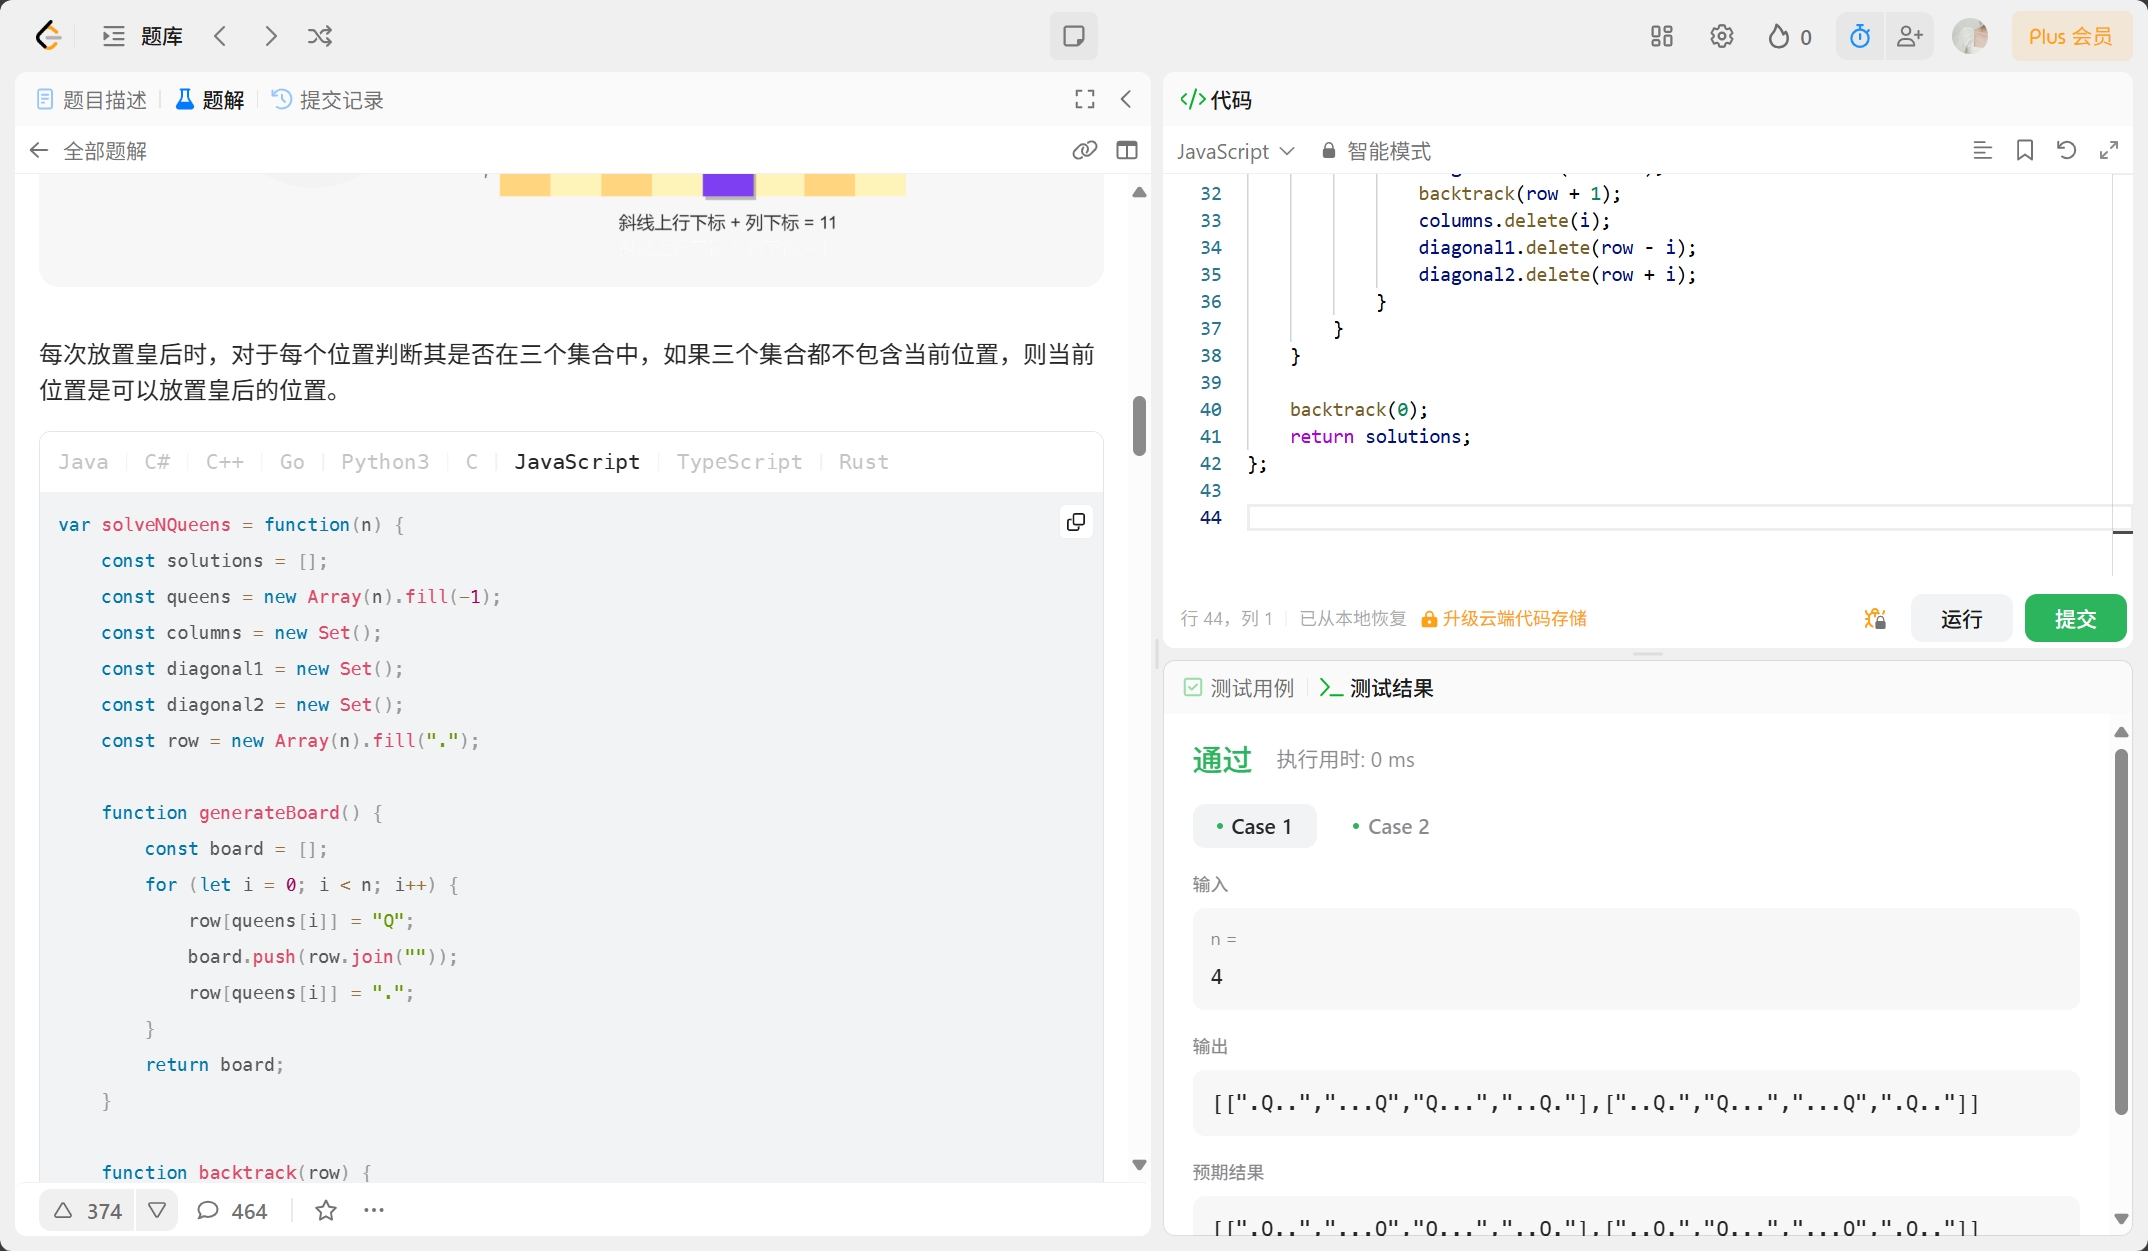 题库
0
Plus 会员
题目描述
题解
提交记录
全部题解
斜线上行下标 + 列下标 = 11
每次放置皇后时，对于每个位置判断其是否在三个集合中，如果三个集合都不包含当前位置，则当前
位置是可以放置皇后的位置。
Java C# C++ Go Python3 C JavaScript TypeScript Rust
var solveNQueens = function(n) {
    const solutions = [];
    const queens = new Array(n).fill(-1);
    const columns = new Set();
    const diagonal1 = new Set();
    const diagonal2 = new Set();
    const row = new Array(n).fill(".");
    function generateBoard() {
        const board = [];
        for (let i = 0; i < n; i++) {
            row[queens[i]] = "Q";
            board.push(row.join(""));
            row[queens[i]] = ".";
        }
        return board;
    }
    function backtrack(row) {
374
464
代码
JavaScript
智能模式
32 backtrack(row + 1);
33 columns.delete(i);
34 diagonal1.delete(row - i);
35 diagonal2.delete(row + i);
36 }
37 }
38 }
39
40 backtrack(0);
41 return solutions;
42 };
43
44
行 44，列 1
已从本地恢复
升级云端代码存储
运行
提交
测试用例
测试结果
通过
执行用时: 0 ms
Case 1
Case 2
输入
n =
4
输出
[[".Q..","...Q","Q...","..Q."],["..Q.","Q...","...Q",".Q.."]]
预期结果
[[".Q..","...Q","Q...","..Q."],["..Q.","Q...","...Q",".Q.."]]